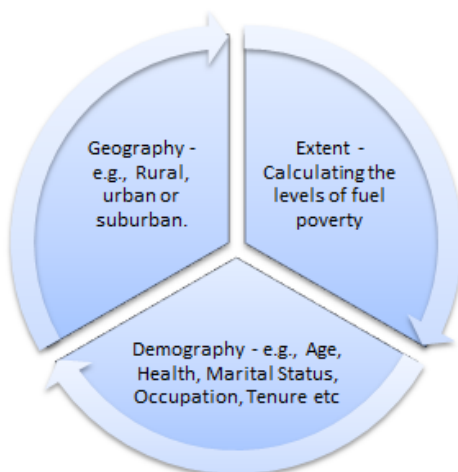 Geography -
e.g., Rural,
urban or
suburban.
Extent -
Calculating the
levels of fuel
poverty
Demography - e.g., Age,
Health, Marital Status,
Occupation, Tenure etc